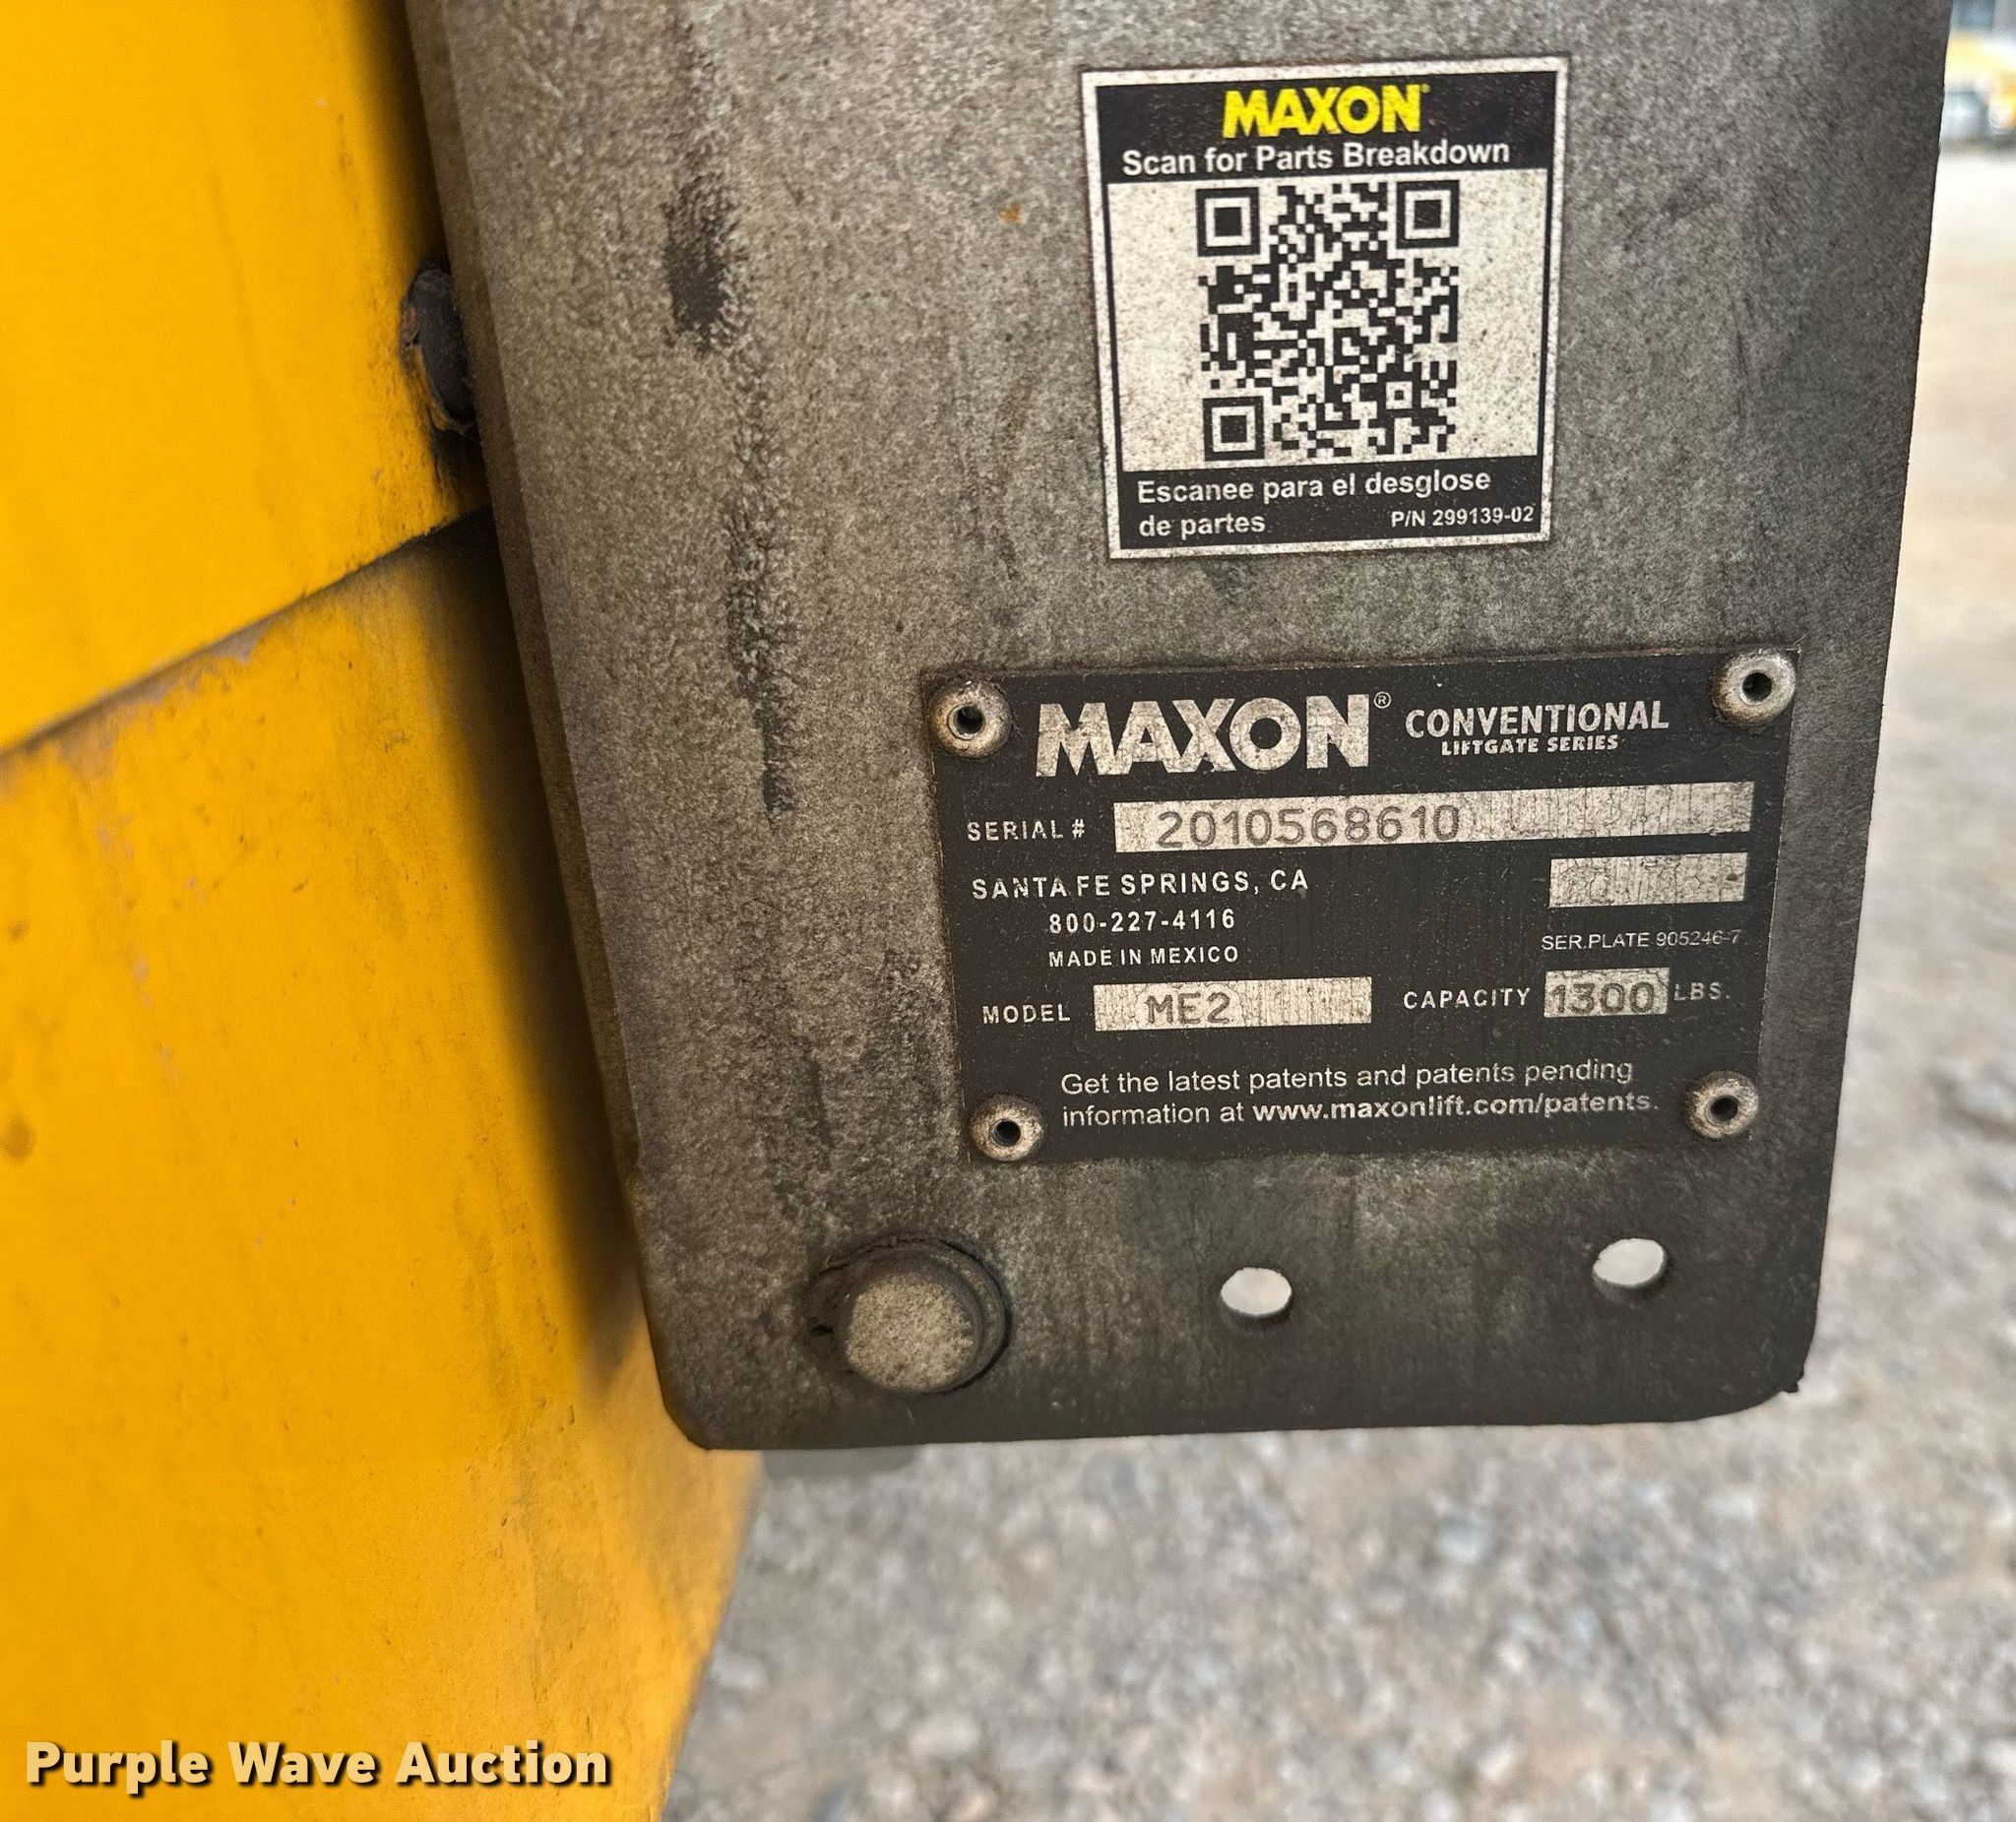 MAXON®
Scan for Parts Breakdown
Escanee para el desglose
de partes P/N 299139-02
MAXON® CONVENTIONAL
LIFTGATE SERIES
SERIAL # 2010568610
SANTA FE SPRINGS, CA
800-227-4116
MADE IN MEXICO
SER.PLATE 905246-7
MODEL ME2 CAPACITY 1300 LBS.
Get the latest patents and patents pending
information at www.maxonlift.com/patents.
Purple Wave Auction